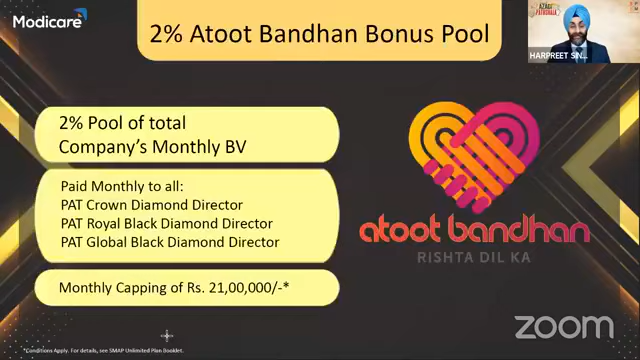 Modicare
2% Atoot Bandhan Bonus Pool
HARPREET SIN...
2% Pool of total
Company's Monthly BV
Paid Monthly to all:
PAT Crown Diamond Director
PAT Royal Black Diamond Director
PAT Global Black Diamond Director
Monthly Capping of Rs. 21,00,000/-*
atoot bandhan
RISHTA DIL KA
*Conditions Apply. For details, see SMAP Unlimited Plan Booklet.
zoom